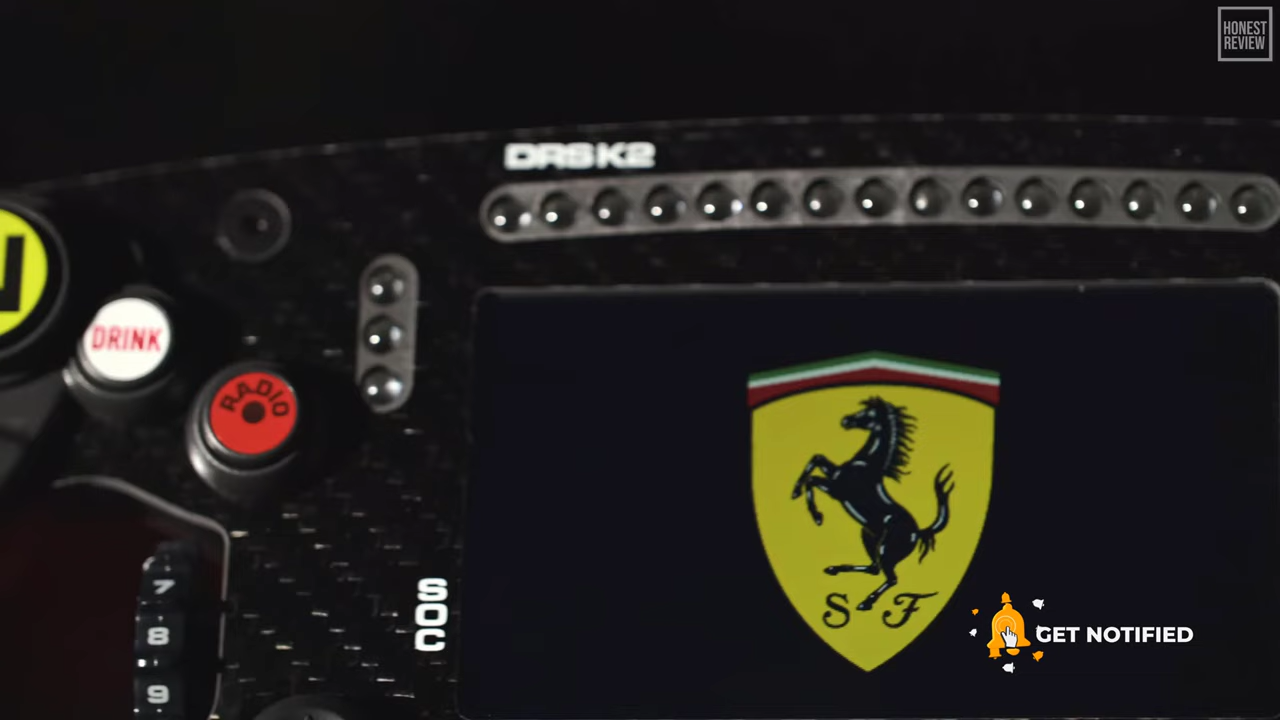 HONEST
REVIEW
DRS K2
N
DRINK
RADIO
7
8
9
SOC
S F
GET NOTIFIED